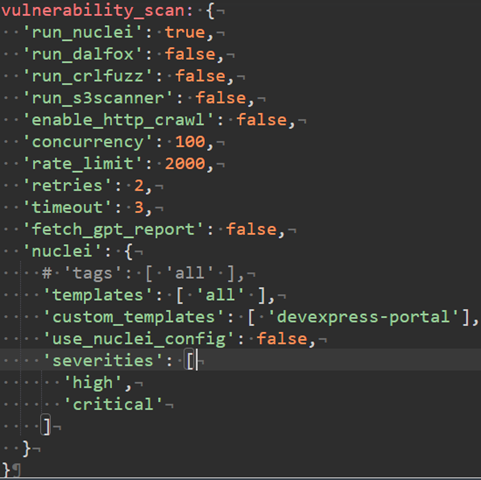 vulnerability_scan: {
  'run_nuclei': true,
  'run_dalfox': false,
  'run_crlfuzz': false,
  'run_s3scanner': false,
  'enable_http_crawl': false,
  'concurrency': 100,
  'rate_limit': 2000,
  'retries': 2,
  'timeout': 3,
  'fetch_gpt_report': false,
  'nuclei': {
    # 'tags': [ 'all' ],
    'templates': [ 'all' ],
    'custom_templates': [ 'devexpress-portal'],
    'use_nuclei_config': false,
    'severities': [
      'high',
      'critical'
    ]
  }
}